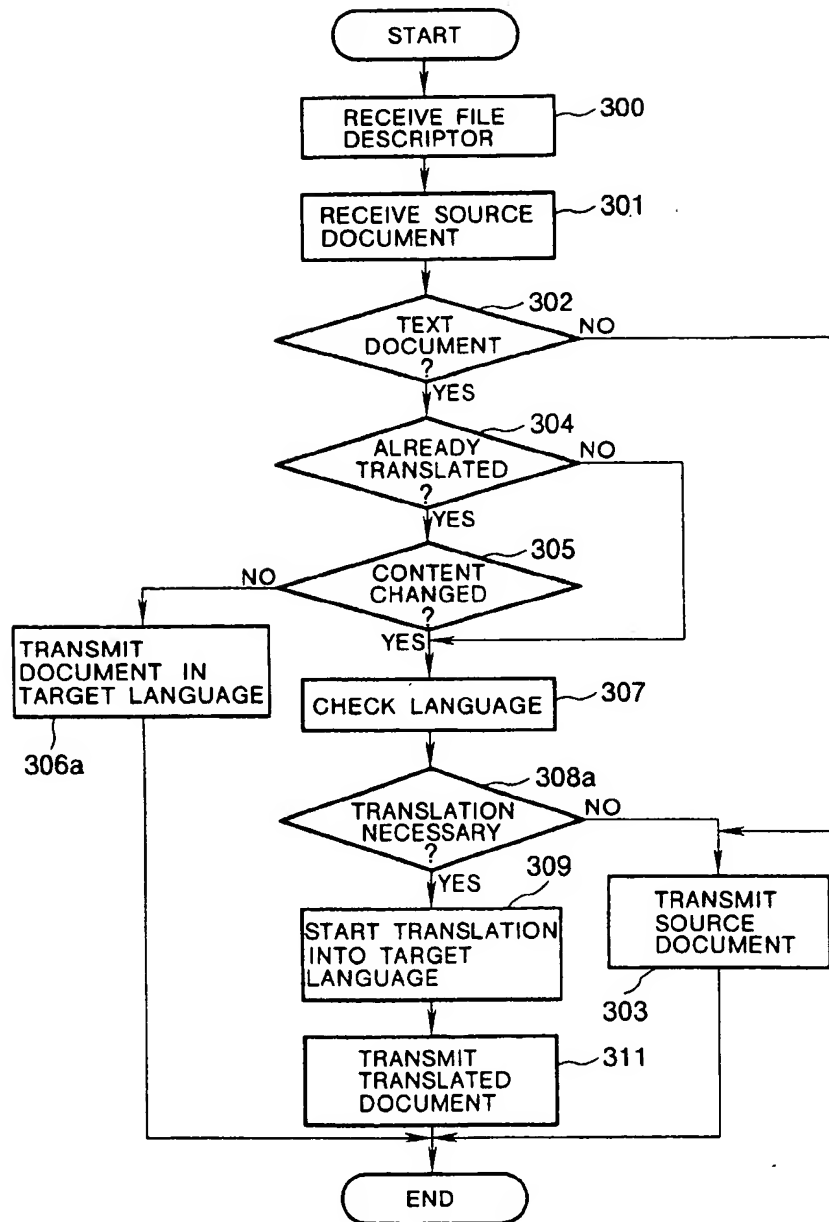 START
300
RECEIVE FILE
DESCRIPTOR
301
RECEIVE SOURCE
DOCUMENT
302
TEXT
DOCUMENT
?
NO
YES
304
ALREADY
TRANSLATED
?
NO
YES
305
CONTENT
CHANGED
?
NO
YES
TRANSMIT
DOCUMENT IN
TARGET LANGUAGE
306a
CHECK LANGUAGE
307
308a
TRANSLATION
NECESSARY
?
NO
YES
309
START TRANSLATION
INTO TARGET
LANGUAGE
TRANSMIT
SOURCE
DOCUMENT
303
TRANSMIT
TRANSLATED
DOCUMENT
311
END